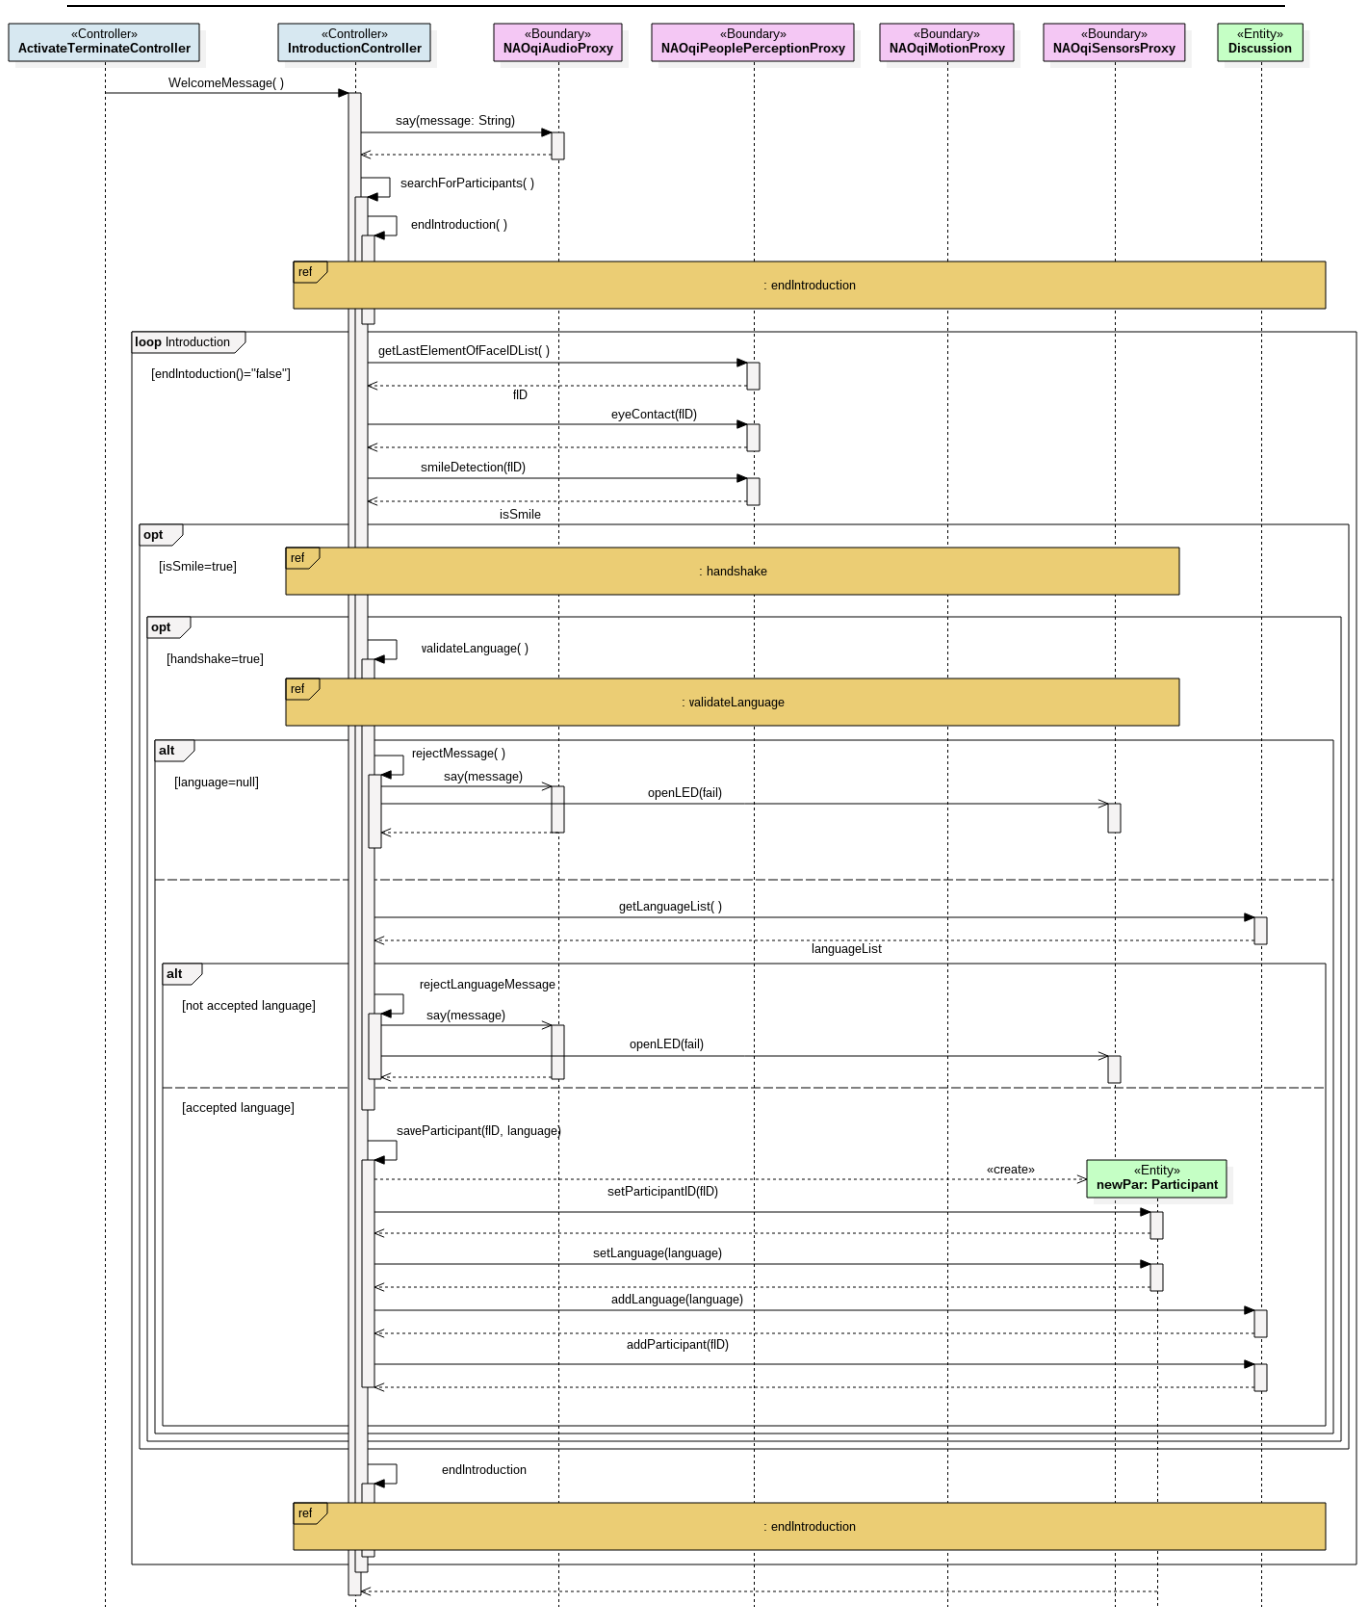 «Controller»
ActivateTerminateController
«Controller»
IntroductionController
«Boundary»
NAOqiAudioProxy
«Boundary»
NAOqiPeoplePerceptionProxy
«Boundary»
NAOqiMotionProxy
«Boundary»
NAOqiSensorsProxy
«Entity»
Discussion
WelcomeMessage( )
say(message: String)
searchForParticipants( )
endIntroduction( )
ref
: endIntroduction
loop Introduction
getLastElementOfFaceIDList( )
[endIntoduction()="false"]
fID
eyeContact(fID)
smileDetection(fID)
isSmile
opt
[isSmile=true]
ref
: handshake
opt
[handshake=true]
validateLanguage( )
ref
: validateLanguage
alt
[language=null]
rejectMessage( )
say(message)
openLED(fail)
getLanguageList( )
languageList
alt
[not accepted language]
rejectLanguageMessage
say(message)
openLED(fail)
[accepted language]
saveParticipant(fID, language)
«create»
«Entity»
newPar: Participant
setParticipantID(fID)
setLanguage(language)
addLanguage(language)
addParticipant(fID)
endIntroduction
ref
: endIntroduction